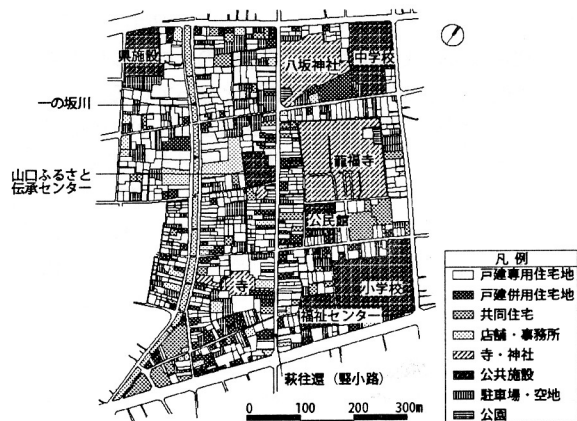 県施設
八坂神社
中学校
一の坂川
龍福寺
山口ふるさと
伝承センター
公民館
寺
小学校
福祉センター
萩往還（竪小路）
0 100 200 300m
凡例
戸建専用住宅地
戸建併用住宅地
共同住宅
店舗・事務所
寺・神社
公共施設
駐車場・空地
公園